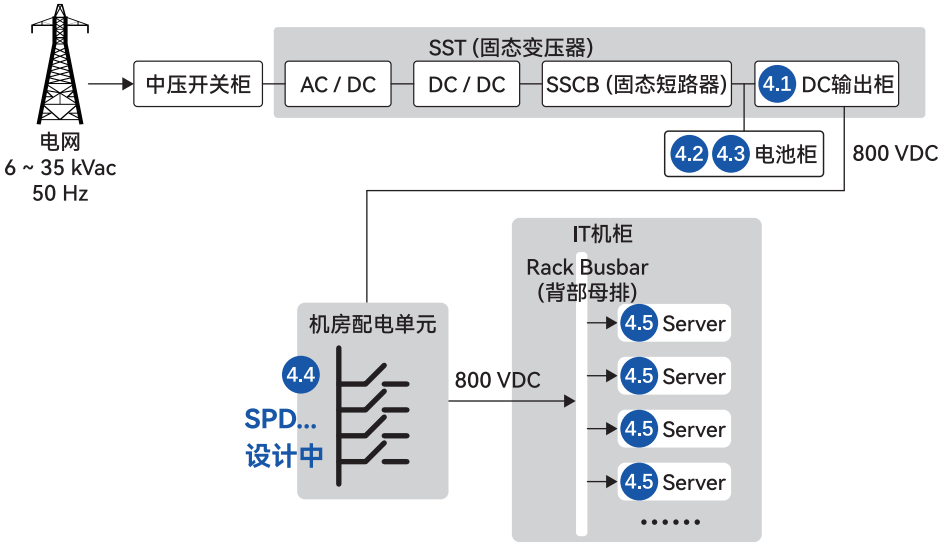 SST (固态变压器)
中压开关柜
AC / DC
DC / DC
SSCB (固态短路器)
4.1 DC输出柜
电网
6 ~ 35 kVac
50 Hz
4.2 4.3 电池柜
800 VDC
IT机柜
Rack Busbar
(背部母排)
机房配电单元
4.4
SPD...
设计中
800 VDC
4.5 Server
4.5 Server
4.5 Server
4.5 Server
......